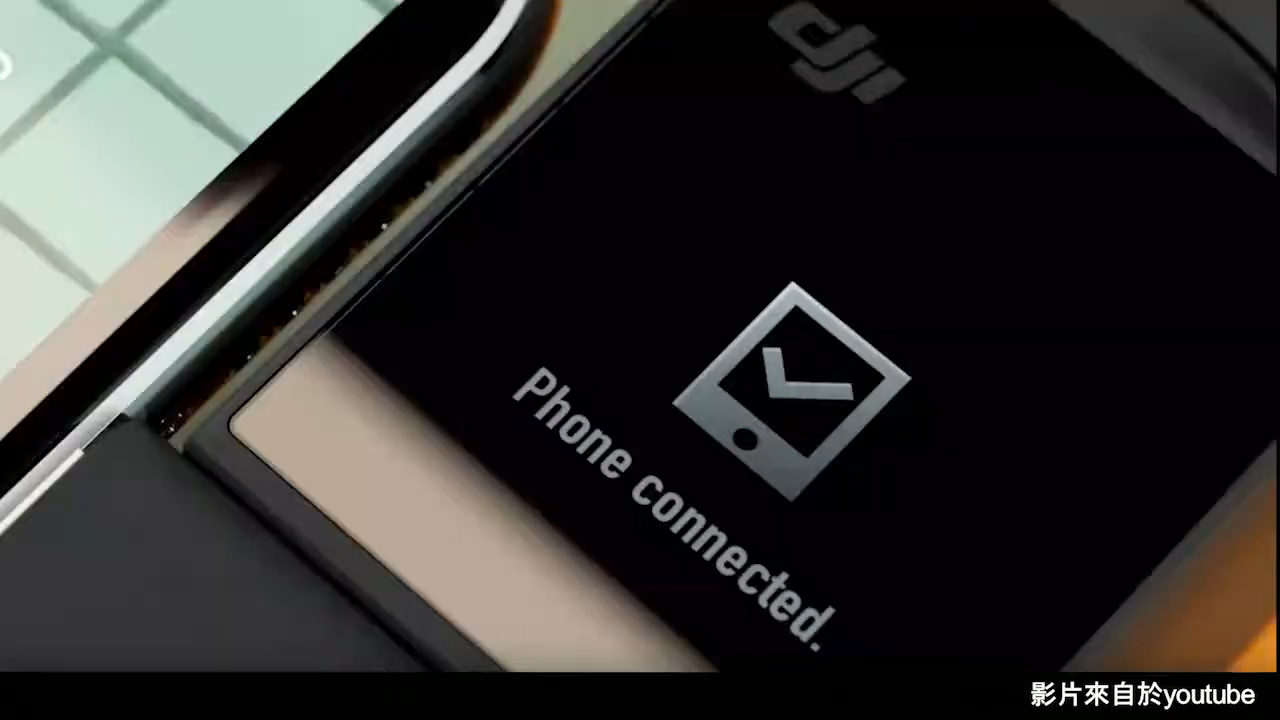 dji
Phone connected.
影片來自於youtube